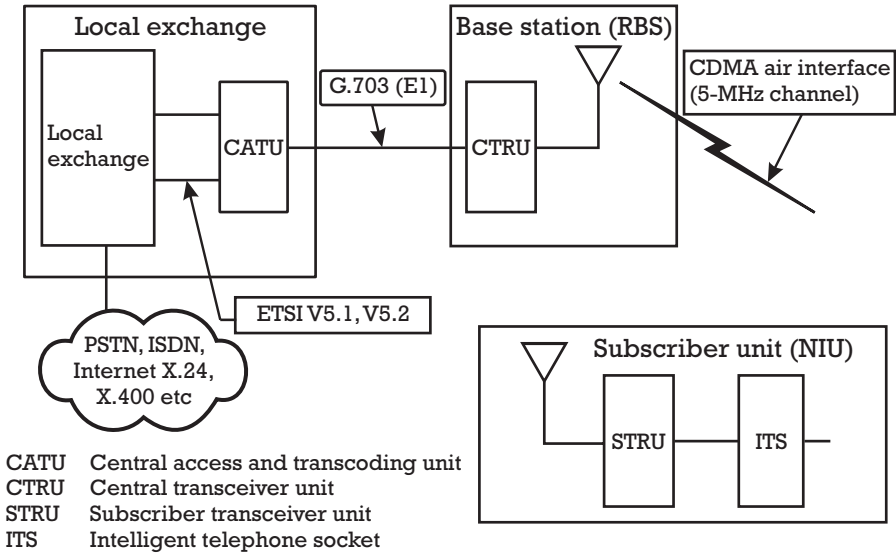 Local exchange
Base station (RBS)
CDMA air interface
(5-MHz channel)
G.703 (E1)
Local
exchange
CATU
CTRU
ETSI V5.1, V5.2
PSTN, ISDN,
Internet X.24,
X.400 etc
Subscriber unit (NIU)
STRU
ITS
CATU Central access and transcoding unit
CTRU Central transceiver unit
STRU Subscriber transceiver unit
ITS Intelligent telephone socket